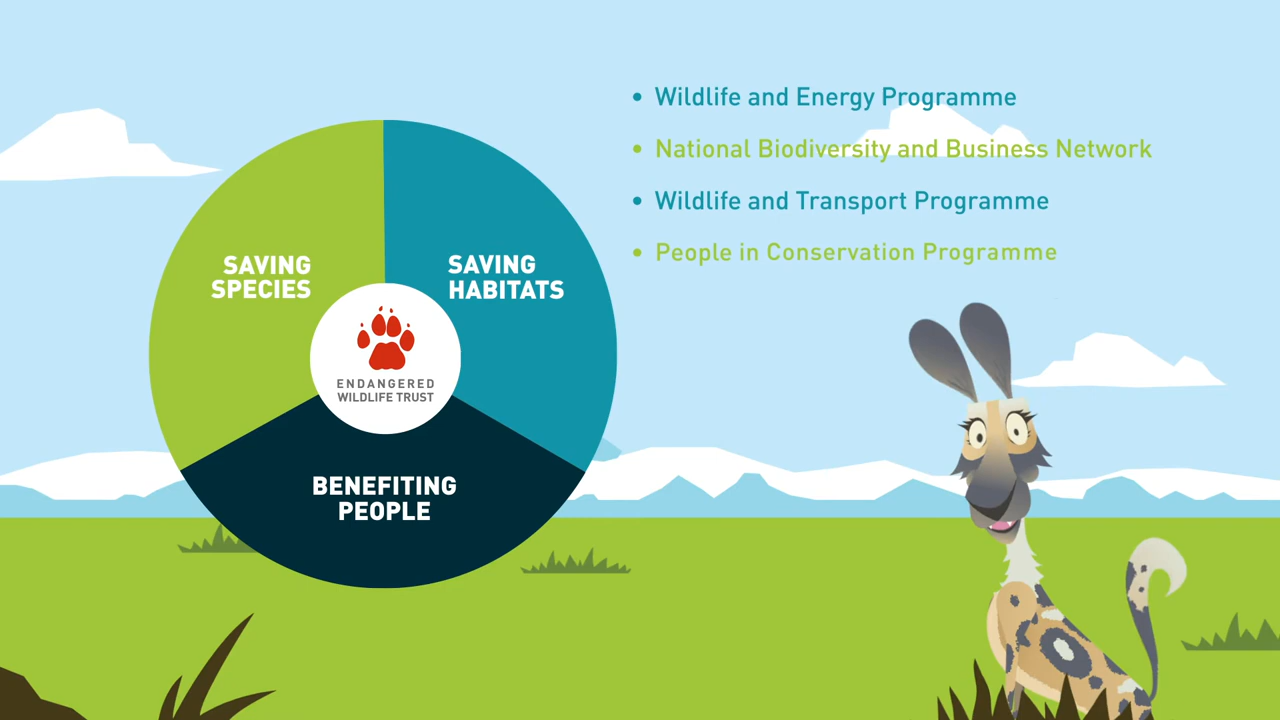 • Wildlife and Energy Programme
• National Biodiversity and Business Network
• Wildlife and Transport Programme
• People in Conservation Programme
SAVING
SPECIES
SAVING
HABITATS
ENDANGERED
WILDLIFE TRUST
BENEFITING
PEOPLE